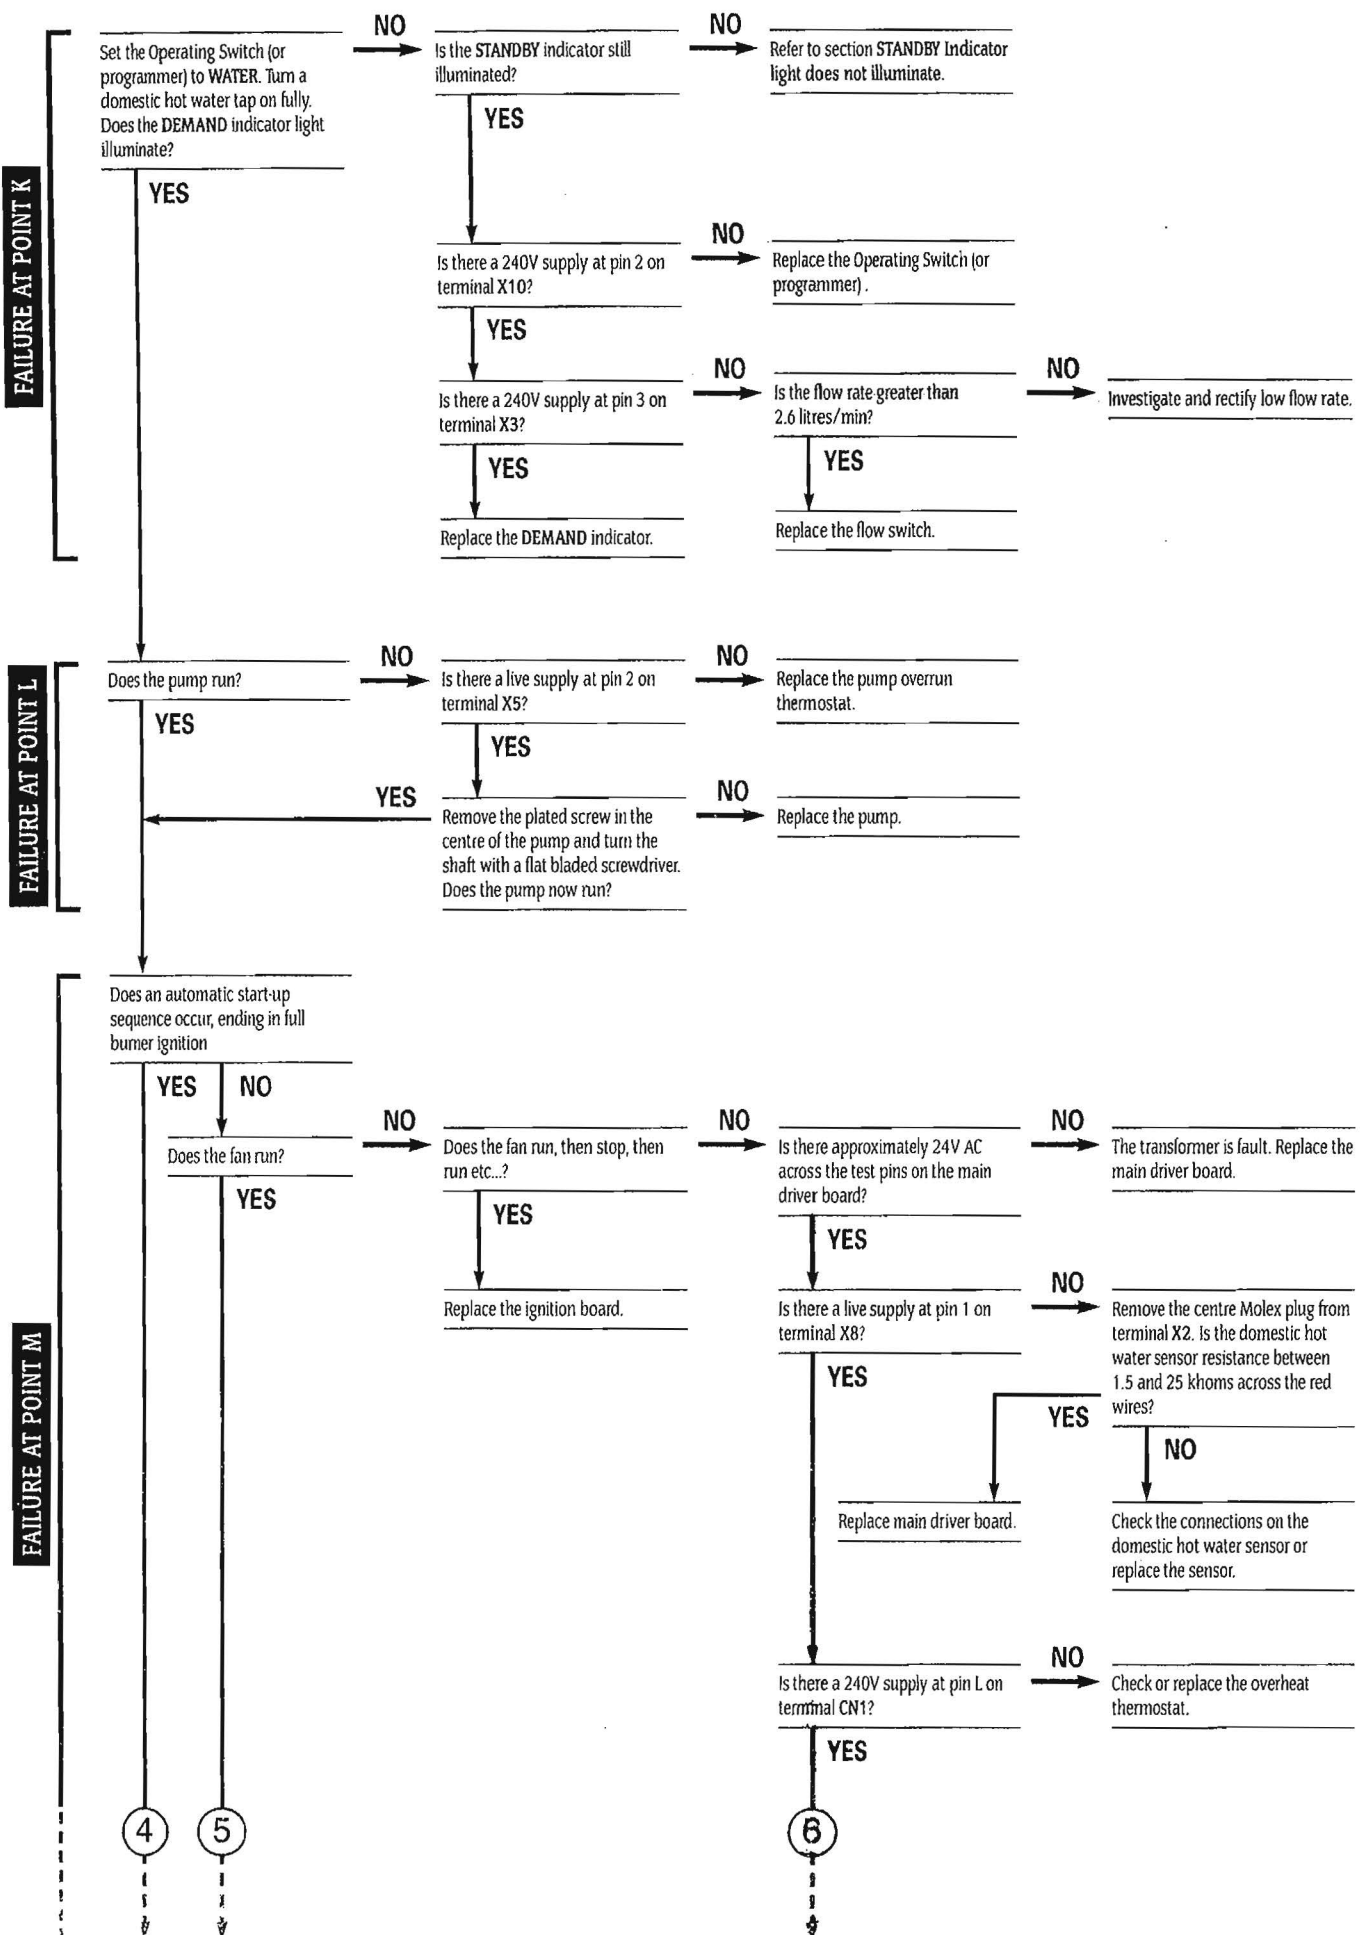 FAILURE AT POINT K
Set the Operating Switch (or
programmer) to WATER. Turn a
domestic hot water tap on fully.
Does the DEMAND indicator light
illuminate?
NO
Is the STANDBY indicator still
illuminated?
NO
Refer to section STANDBY Indicator
light does not illuminate.
YES
YES
Is there a 240V supply at pin 2 on
terminal X10?
NO
Replace the Operating Switch (or
programmer) .
YES
Is there a 240V supply at pin 3 on
terminal X3?
NO
Is the flow rate greater than
2.6 litres/min?
NO
Investigate and rectify low flow rate.
YES
YES
Replace the DEMAND indicator.
Replace the flow switch.
FAILURE AT POINT L
Does the pump run?
NO
Is there a live supply at pin 2 on
terminal X5?
NO
Replace the pump overrun
thermostat.
YES
YES
YES
Remove the plated screw in the
centre of the pump and turn the
shaft with a flat bladed screwdriver.
Does the pump now run?
NO
Replace the pump.
FAILURE AT POINT M
Does an automatic start-up
sequence occur, ending in full
burner ignition
YES
NO
Does the fan run?
NO
Does the fan run, then stop, then
run etc...?
NO
Is there approximately 24V AC
across the test pins on the main
driver board?
NO
The transformer is fault. Replace the
main driver board.
YES
YES
YES
Replace the ignition board.
Is there a live supply at pin 1 on
terminal X8?
NO
Remove the centre Molex plug from
terminal X2. Is the domestic hot
water sensor resistance between
1.5 and 25 khoms across the red
wires?
YES
YES
NO
Replace main driver board.
Check the connections on the
domestic hot water sensor or
replace the sensor.
Is there a 240V supply at pin L on
terminal CN1?
NO
Check or replace the overheat
thermostat.
YES
4
5
6